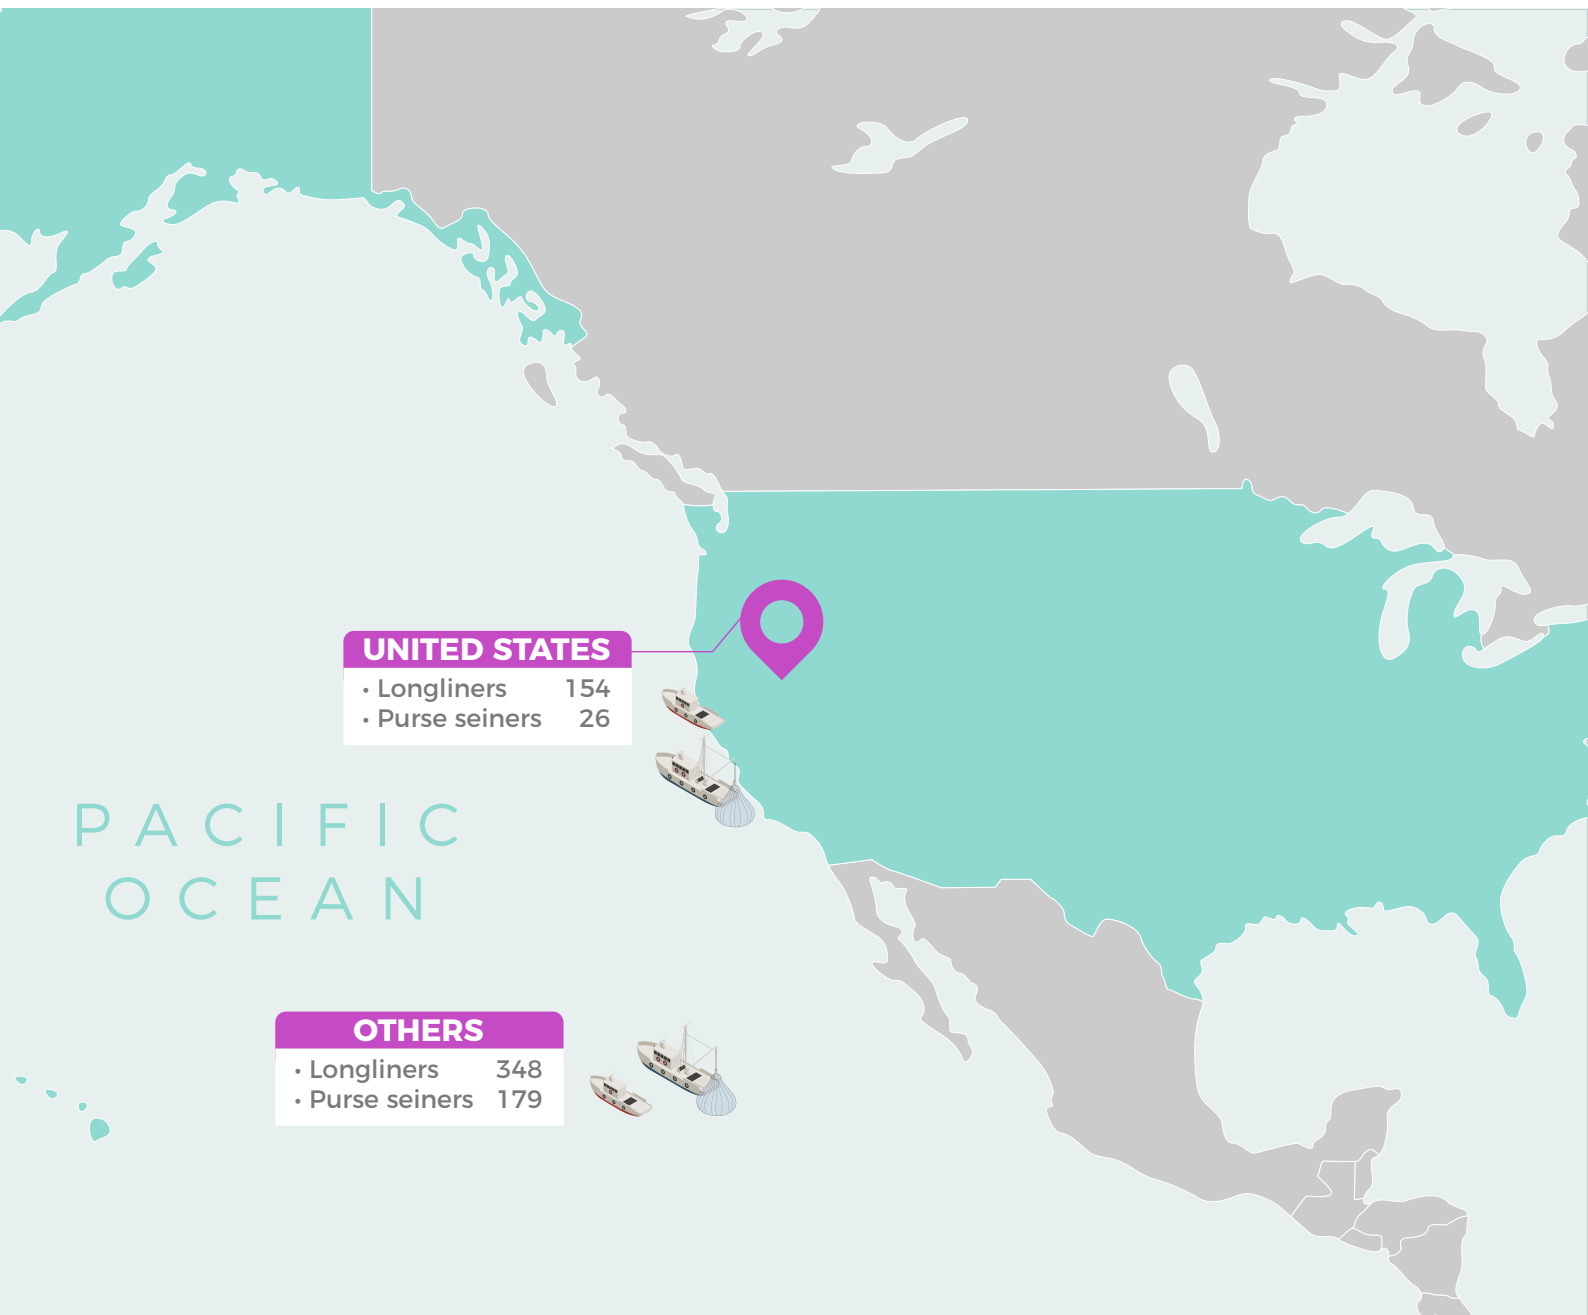 UNITED STATES
• Longliners 154
• Purse seiners 26
PACIFIC
OCEAN
OTHERS
• Longliners 348
• Purse seiners 179